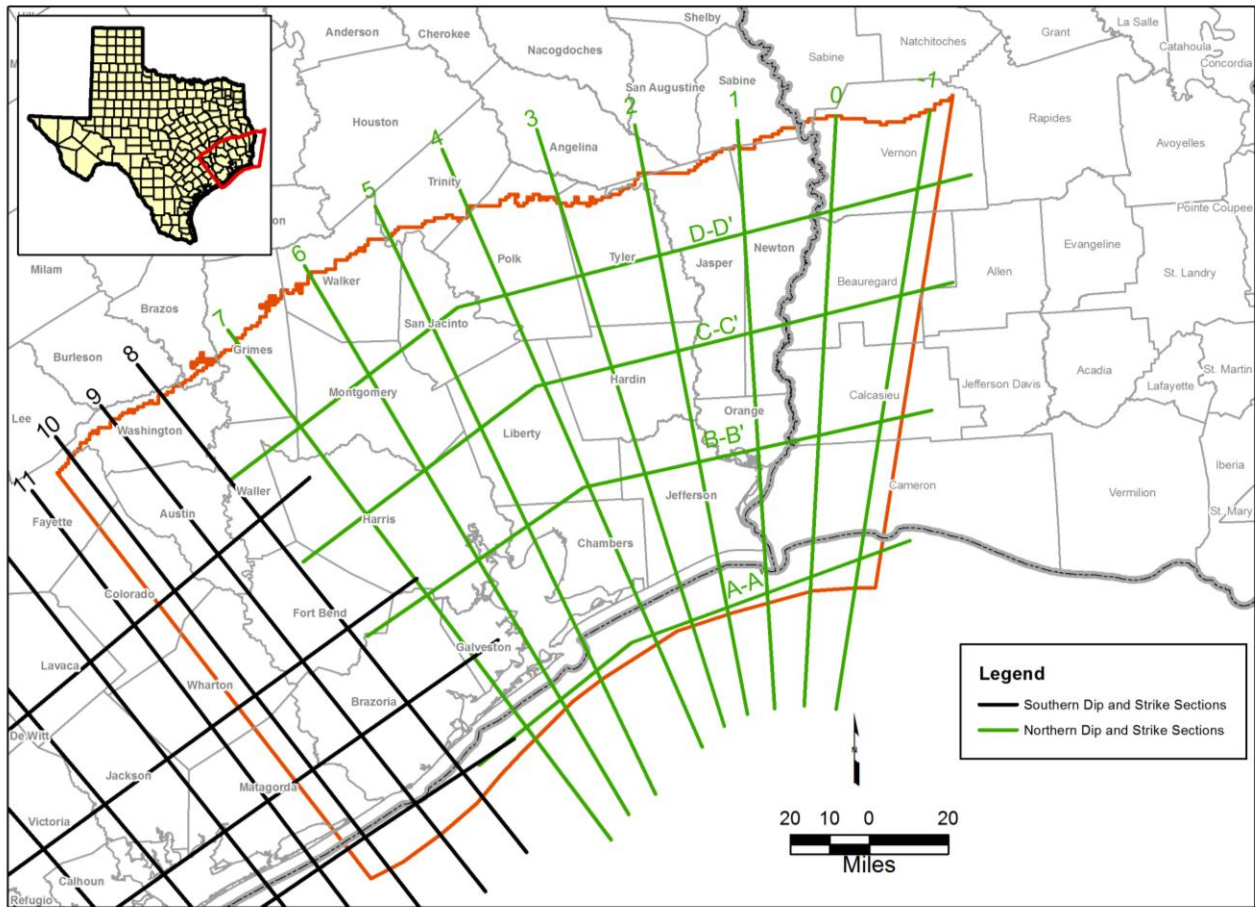 Shelby
Anderson
Cherokee
Nacogdoches
La Salle
Grant
Natchitoches
Catahoula
Concordia
Sabine
Sabine
San Augustine
-1
0
1
2
3
4
5
6
7
8
9
10
11
Houston
Angelina
Trinity
Rapides
Avoyelles
Vernon
Pointe Coupee
D-D'
Newton
Evangeline
Polk
Tyler
Jasper
Allen
St. Landry
Milam
Walker
Beauregard
Brazos
San Jacinto
C-C'
Grimes
Burleson
Montgomery
Hardin
Jefferson Davis
Acadia
St. Martin
Lafayette
Calcasieu
Lee
Washington
Orange
Liberty
B-B'
Iberia
Waller
Jefferson
Cameron
Vermilion
Fayette
Austin
Harris
St. Mary
Chambers
A-A'
Colorado
Fort Bend
Galveston
Lavaca
Wharton
Brazoria
De Witt
Jackson
Matagorda
Victoria
Calhoun
Refugio
Legend
Southern Dip and Strike Sections
Northern Dip and Strike Sections
20 10 0 20
Miles